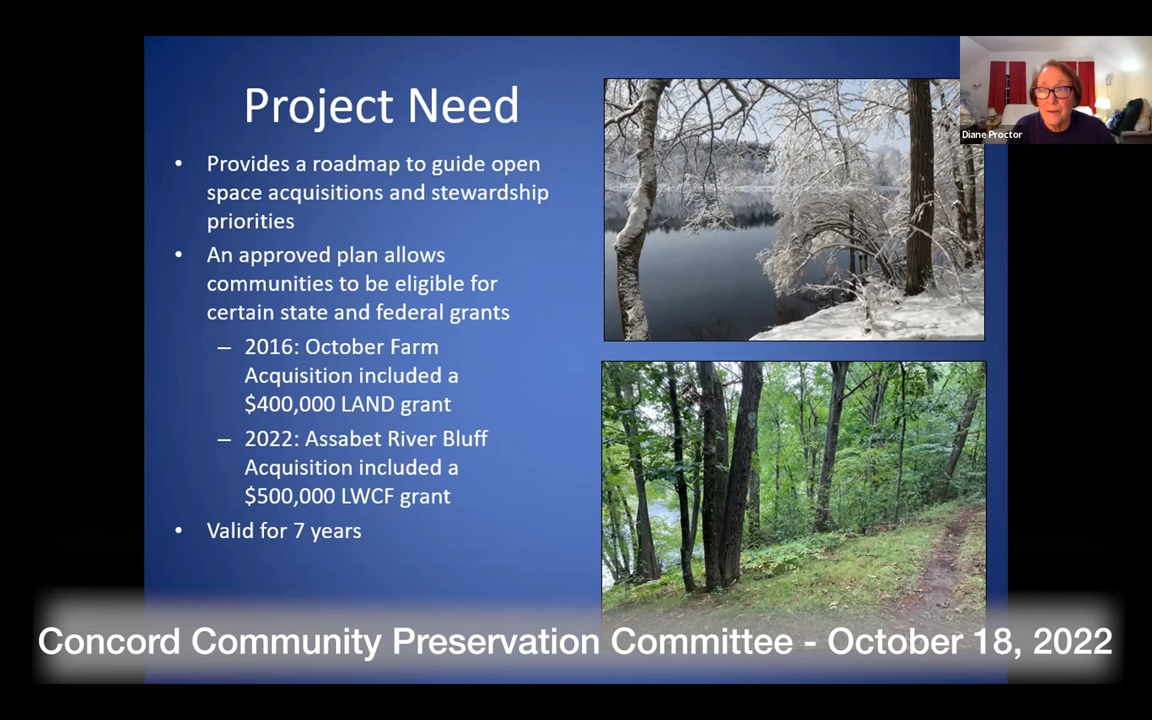 Project Need
• Provides a roadmap to guide open
space acquisitions and stewardship
priorities
• An approved plan allows
communities to be eligible for
certain state and federal grants
– 2016: October Farm
Acquisition included a
$400,000 LAND grant
– 2022: Assabet River Bluff
Acquisition included a
$500,000 LWCF grant
• Valid for 7 years
Diane Proctor
Concord Community Preservation Committee - October 18, 2022